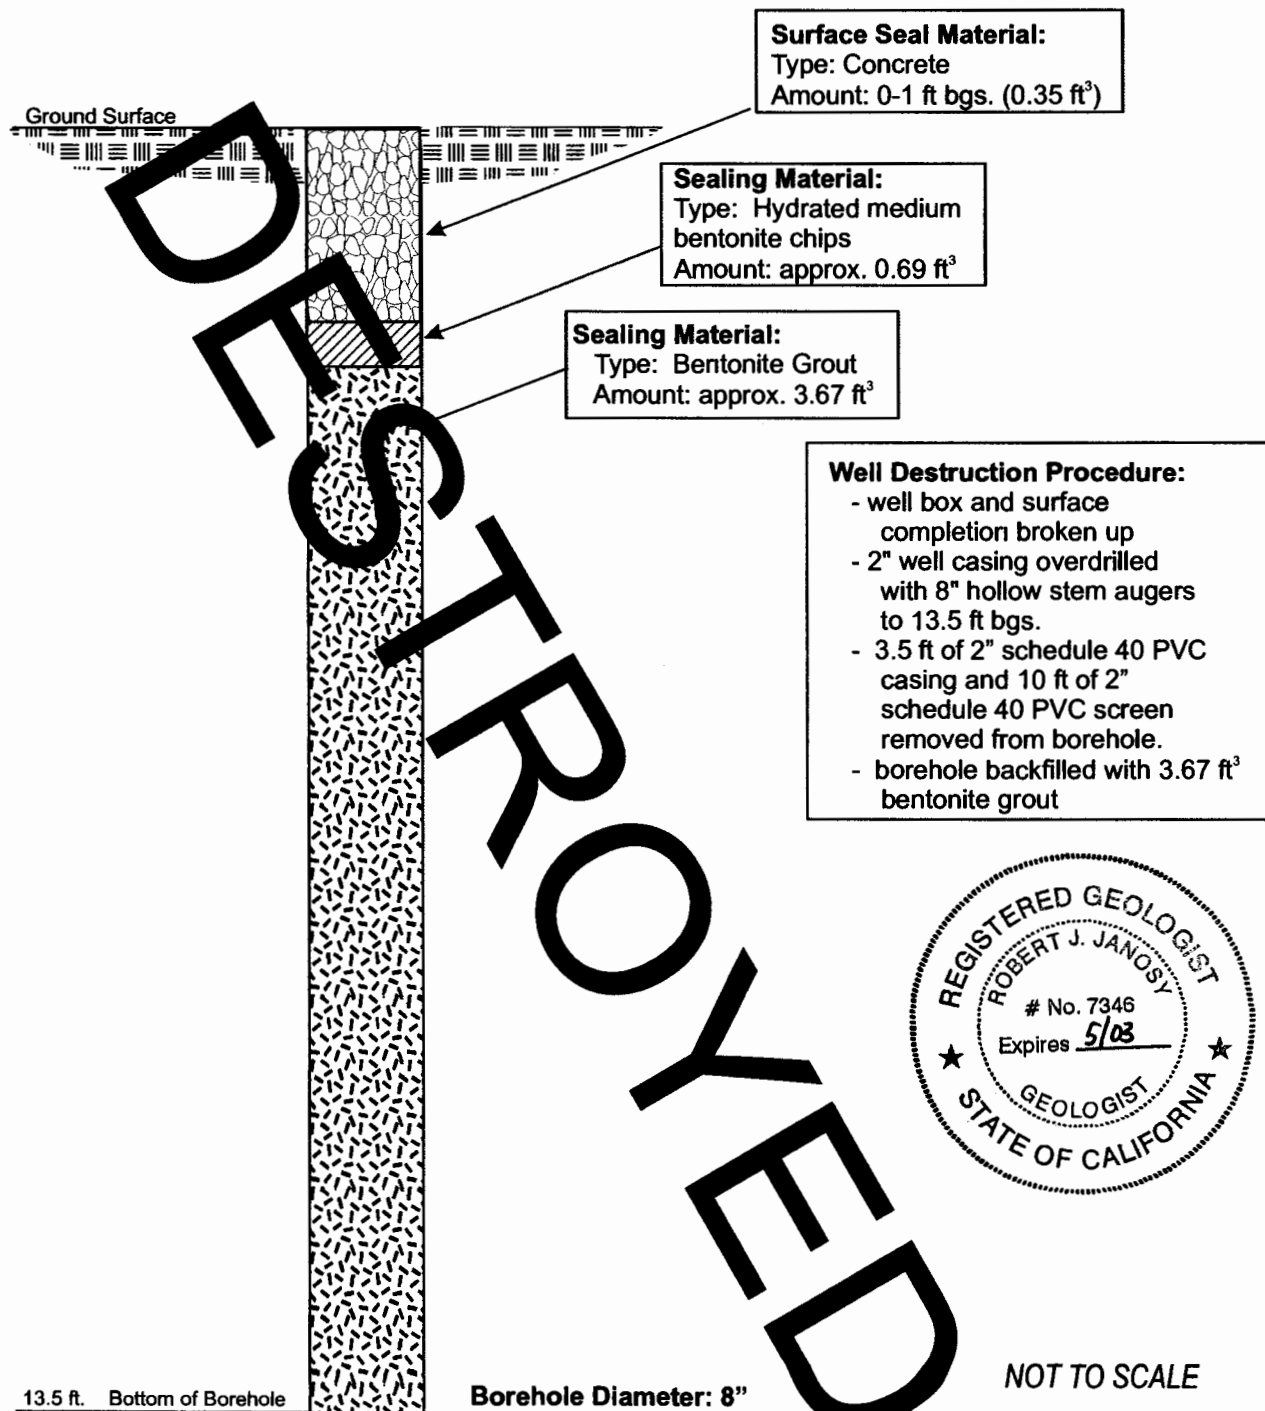 Surface Seal Material:
Type: Concrete
Amount: 0-1 ft bgs. (0.35 ft³)
Ground Surface
Sealing Material:
Type: Hydrated medium
bentonite chips
Amount: approx. 0.69 ft³
Sealing Material:
Type: Bentonite Grout
Amount: approx. 3.67 ft³
DESTROYED
Well Destruction Procedure:
- well box and surface
completion broken up
- 2" well casing overdrilled
with 8" hollow stem augers
to 13.5 ft bgs.
- 3.5 ft of 2" schedule 40 PVC
casing and 10 ft of 2"
schedule 40 PVC screen
removed from borehole.
- borehole backfilled with 3.67 ft³
bentonite grout
REGISTERED GEOLOGIST
ROBERT J. JANOSY
# No. 7346
Expires 5/03
GEOLOGIST
STATE OF CALIFORNIA
NOT TO SCALE
13.5 ft. Bottom of Borehole
Borehole Diameter: 8"